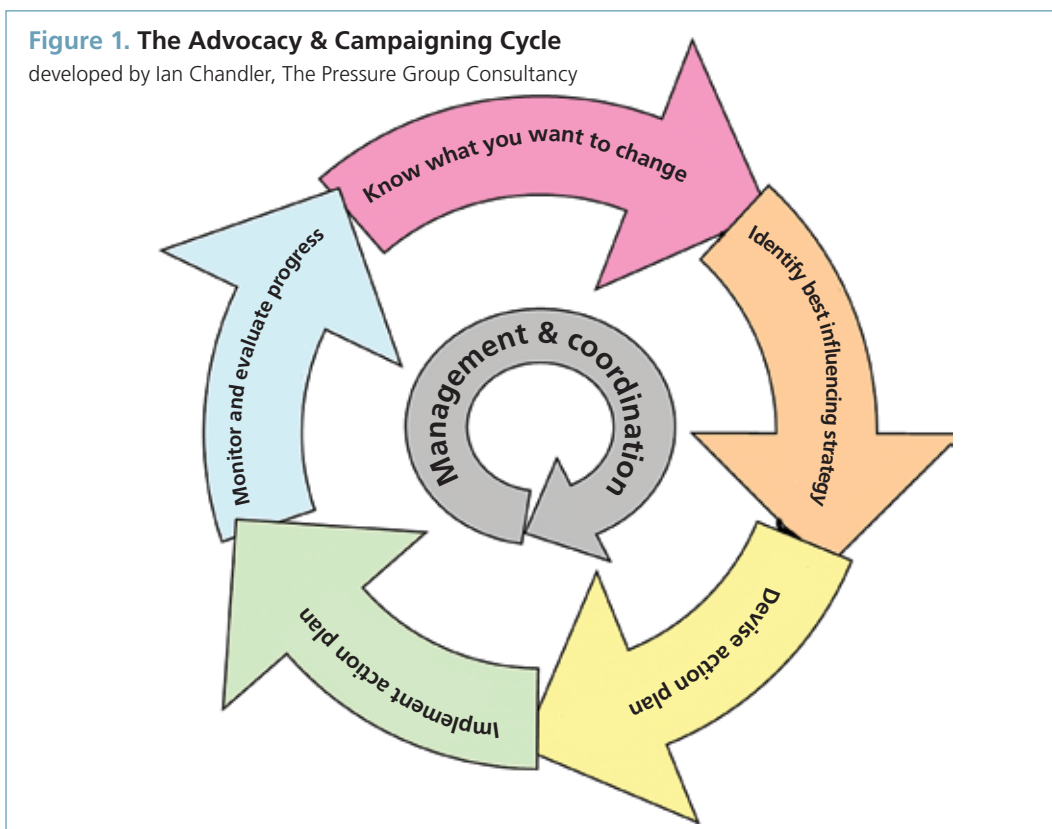 Figure 1. The Advocacy & Campaigning Cycle
developed by Ian Chandler, The Pressure Group Consultancy
Know what you want to change
Identify best influencing strategy
Devise action plan
Implement action plan
Monitor and evaluate progress
Management & coordination